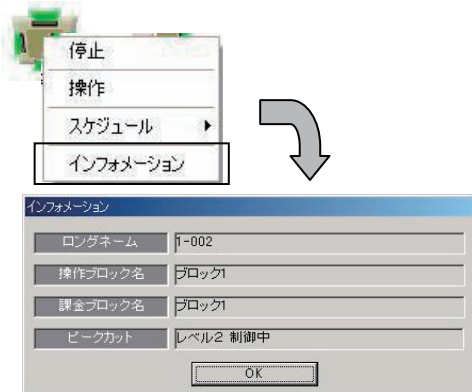 停止
操作
スケジュール
インフォメーション
インフォメーション
ロングネーム 1-002
操作ブロック名 ブロック1
課金ブロック名 ブロック1
ピークカット レベル2 制御中
OK